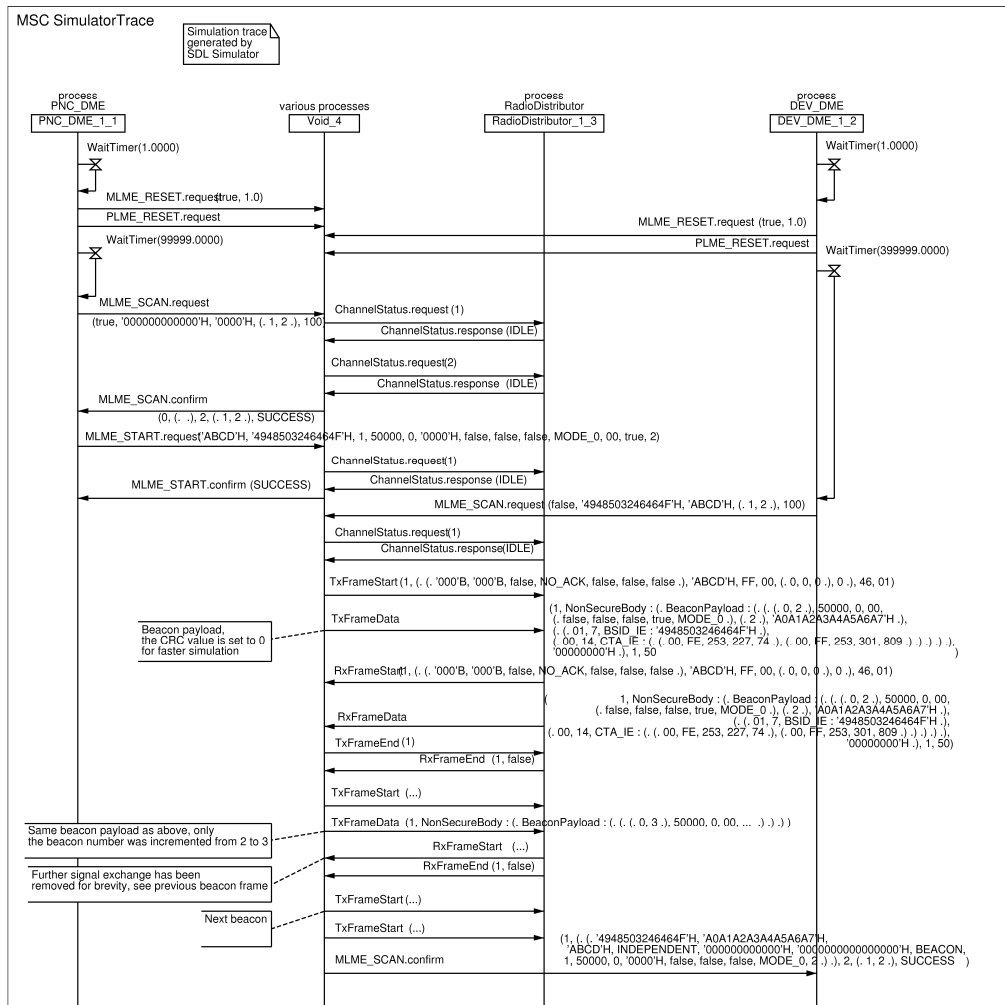 MSC SimulatorTrace
Simulation trace
generated by
SDL Simulator
process
PNC_DME
PNC_DME_1_1
various processes
Void_4
process
RadioDistributor
RadioDistributor_1_3
process
DEV_DME
DEV_DME_1_2
WaitTimer(1.0000)
WaitTimer(1.0000)
MLME_RESET.request(true, 1.0)
PLME_RESET.request
MLME_RESET.request (true, 1.0)
PLME_RESET.request
WaitTimer(99999.0000)
WaitTimer(399999.0000)
MLME_SCAN.request
(true, '000000000000'H, '0000'H, (. 1, 2 .), 100)
ChannelStatus.request (1)
ChannelStatus.response (IDLE)
ChannelStatus.request(2)
ChannelStatus.response (IDLE)
MLME_SCAN.confirm
(0, (. .), 2, (. 1, 2 .), SUCCESS)
MLME_START.request('ABCD'H, '4948503246464F'H, 1, 50000, 0, '0000'H, false, false, false, MODE_0, 00, true, 2)
ChannelStatus.request(1)
ChannelStatus.response (IDLE)
MLME_START.confirm (SUCCESS)
MLME_SCAN.request (false, '4948503246464F'H, 'ABCD'H, (. 1, 2 .), 100)
ChannelStatus.request(1)
ChannelStatus.response(IDLE)
TxFrameStart (1, (. (. '000'B, '000'B, false, NO_ACK, false, false, false .), 'ABCD'H, FF, 00, (. 0, 0, 0 .), 0 .), 46, 01)
Beacon payload,
the CRC value is set to 0
for faster simulation
TxFrameData
(1, NonSecureBody : (. BeaconPayload : (. (. (. 0, 2 .), 50000, 0, 00,
(. false, false, false, true, MODE_0 .), (. 2 .), 'A0A1A2A3A4A5A6A7'H .),
(. (. 01, 7, BSID_IE : '4948503246464F'H .),
(. 00, 14, CTA_IE : (. (. 00, FE, 253, 227, 74 .), (. 00, FF, 253, 301, 809 .) .) .) .) .),
'00000000'H .), 1, 50 )
RxFrameStart(1, (. (. '000'B, '000'B, false, NO_ACK, false, false, false .), 'ABCD'H, FF, 00, (. 0, 0, 0 .), 0 .), 46, 01)
RxFrameData
( 1, NonSecureBody : (. BeaconPayload : (. (. (. 0, 2 .), 50000, 0, 00,
(. false, false, false, true, MODE_0 .), (. 2 .), 'A0A1A2A3A4A5A6A7'H .),
(. (. 01, 7, BSID_IE : '4948503246464F'H .),
(. 00, 14, CTA_IE : (. (. 00, FE, 253, 227, 74 .), (. 00, FF, 253, 301, 809 .) .) .) .) .),
'00000000'H .), 1, 50)
TxFrameEnd (1)
RxFrameEnd (1, false)
TxFrameStart (...)
Same beacon payload as above, only
the beacon number was incremented from 2 to 3
TxFrameData (1, NonSecureBody : (. BeaconPayload : (. (. (. 0, 3 .), 50000, 0, 00, ... .) .) .) )
RxFrameStart (...)
RxFrameEnd (1, false)
Further signal exchange has been
removed for brevity, see previous beacon frame
TxFrameStart (...)
Next beacon
TxFrameStart (...)
MLME_SCAN.confirm
(1, (. (. '4948503246464F'H, 'A0A1A2A3A4A5A6A7'H,
'ABCD'H, INDEPENDENT, '000000000000'H, '0000000000000000'H, BEACON,
1, 50000, 0, '0000'H, false, false, false, MODE_0, 2 .) .), 2, (. 1, 2 .), SUCCESS )